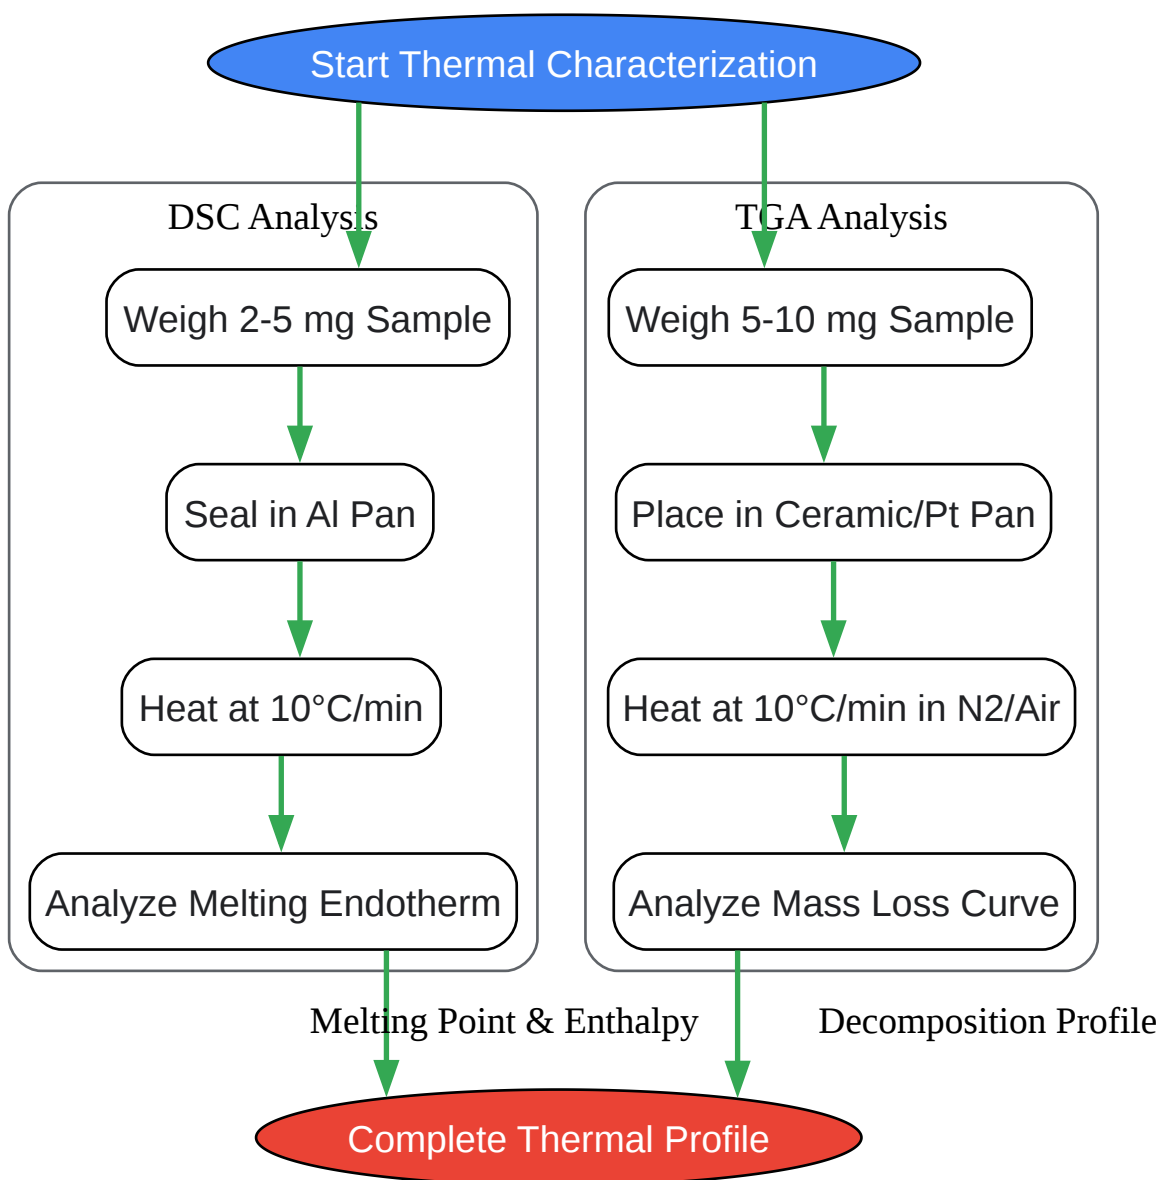 Start Thermal Characterization
DSC Analysis
Weigh 2-5 mg Sample
Seal in Al Pan
Heat at 10°C/min
Analyze Melting Endotherm
Melting Point & Enthalpy
TGA Analysis
Weigh 5-10 mg Sample
Place in Ceramic/Pt Pan
Heat at 10°C/min in N2/Air
Analyze Mass Loss Curve
Decomposition Profile
Complete Thermal Profile